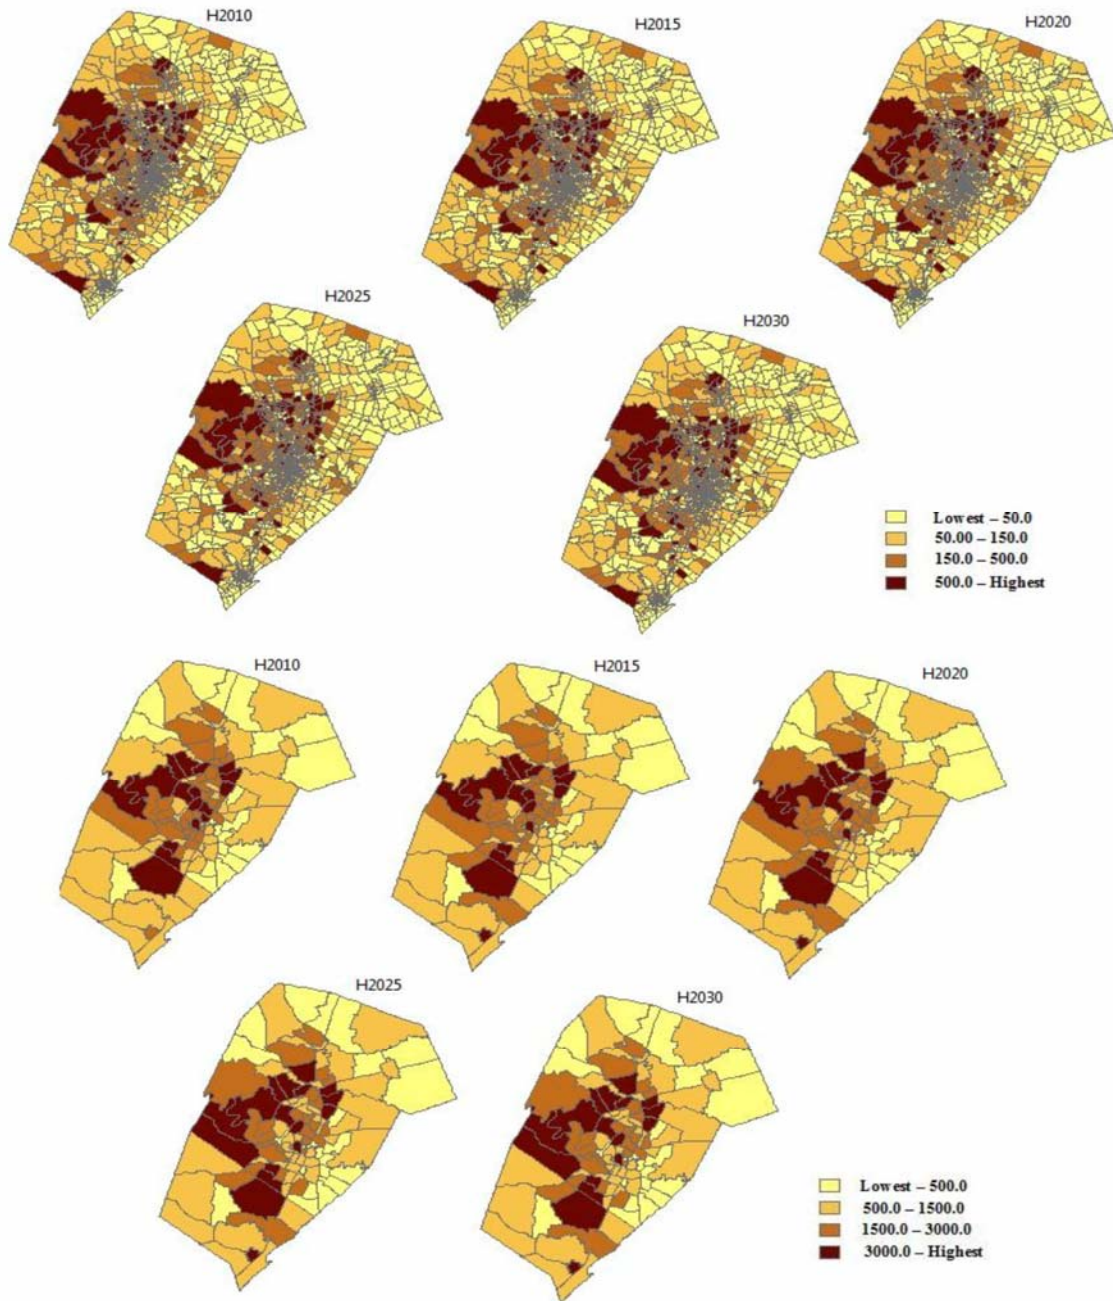 H2010
H2015
H2020
H2025
H2030
Lowest – 50.0
50.00 – 150.0
150.0 – 500.0
500.0 – Highest
H2010
H2015
H2020
H2025
H2030
Lowest – 500.0
500.0 – 1500.0
1500.0 – 3000.0
3000.0 – Highest